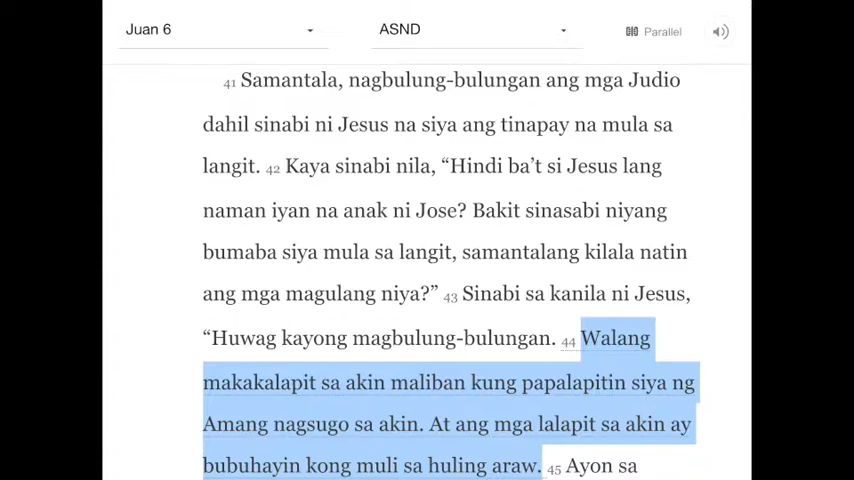 Juan 6 ASND Parallel
41 Samantala, nagbulung-bulungan ang mga Judio
dahil sinabi ni Jesus na siya ang tinapay na mula sa
langit. 42 Kaya sinabi nila, “Hindi ba’t si Jesus lang
naman iyan na anak ni Jose? Bakit sinasabi niyang
bumaba siya mula sa langit, samantalang kilala natin
ang mga magulang niya?” 43 Sinabi sa kanila ni Jesus,
“Huwag kayong magbulung-bulungan. 44 Walang
makakalapit sa akin maliban kung papalapitin siya ng
Amang nagsugo sa akin. At ang mga lalapit sa akin ay
bubuhayin kong muli sa huling araw. 45 Ayon sa